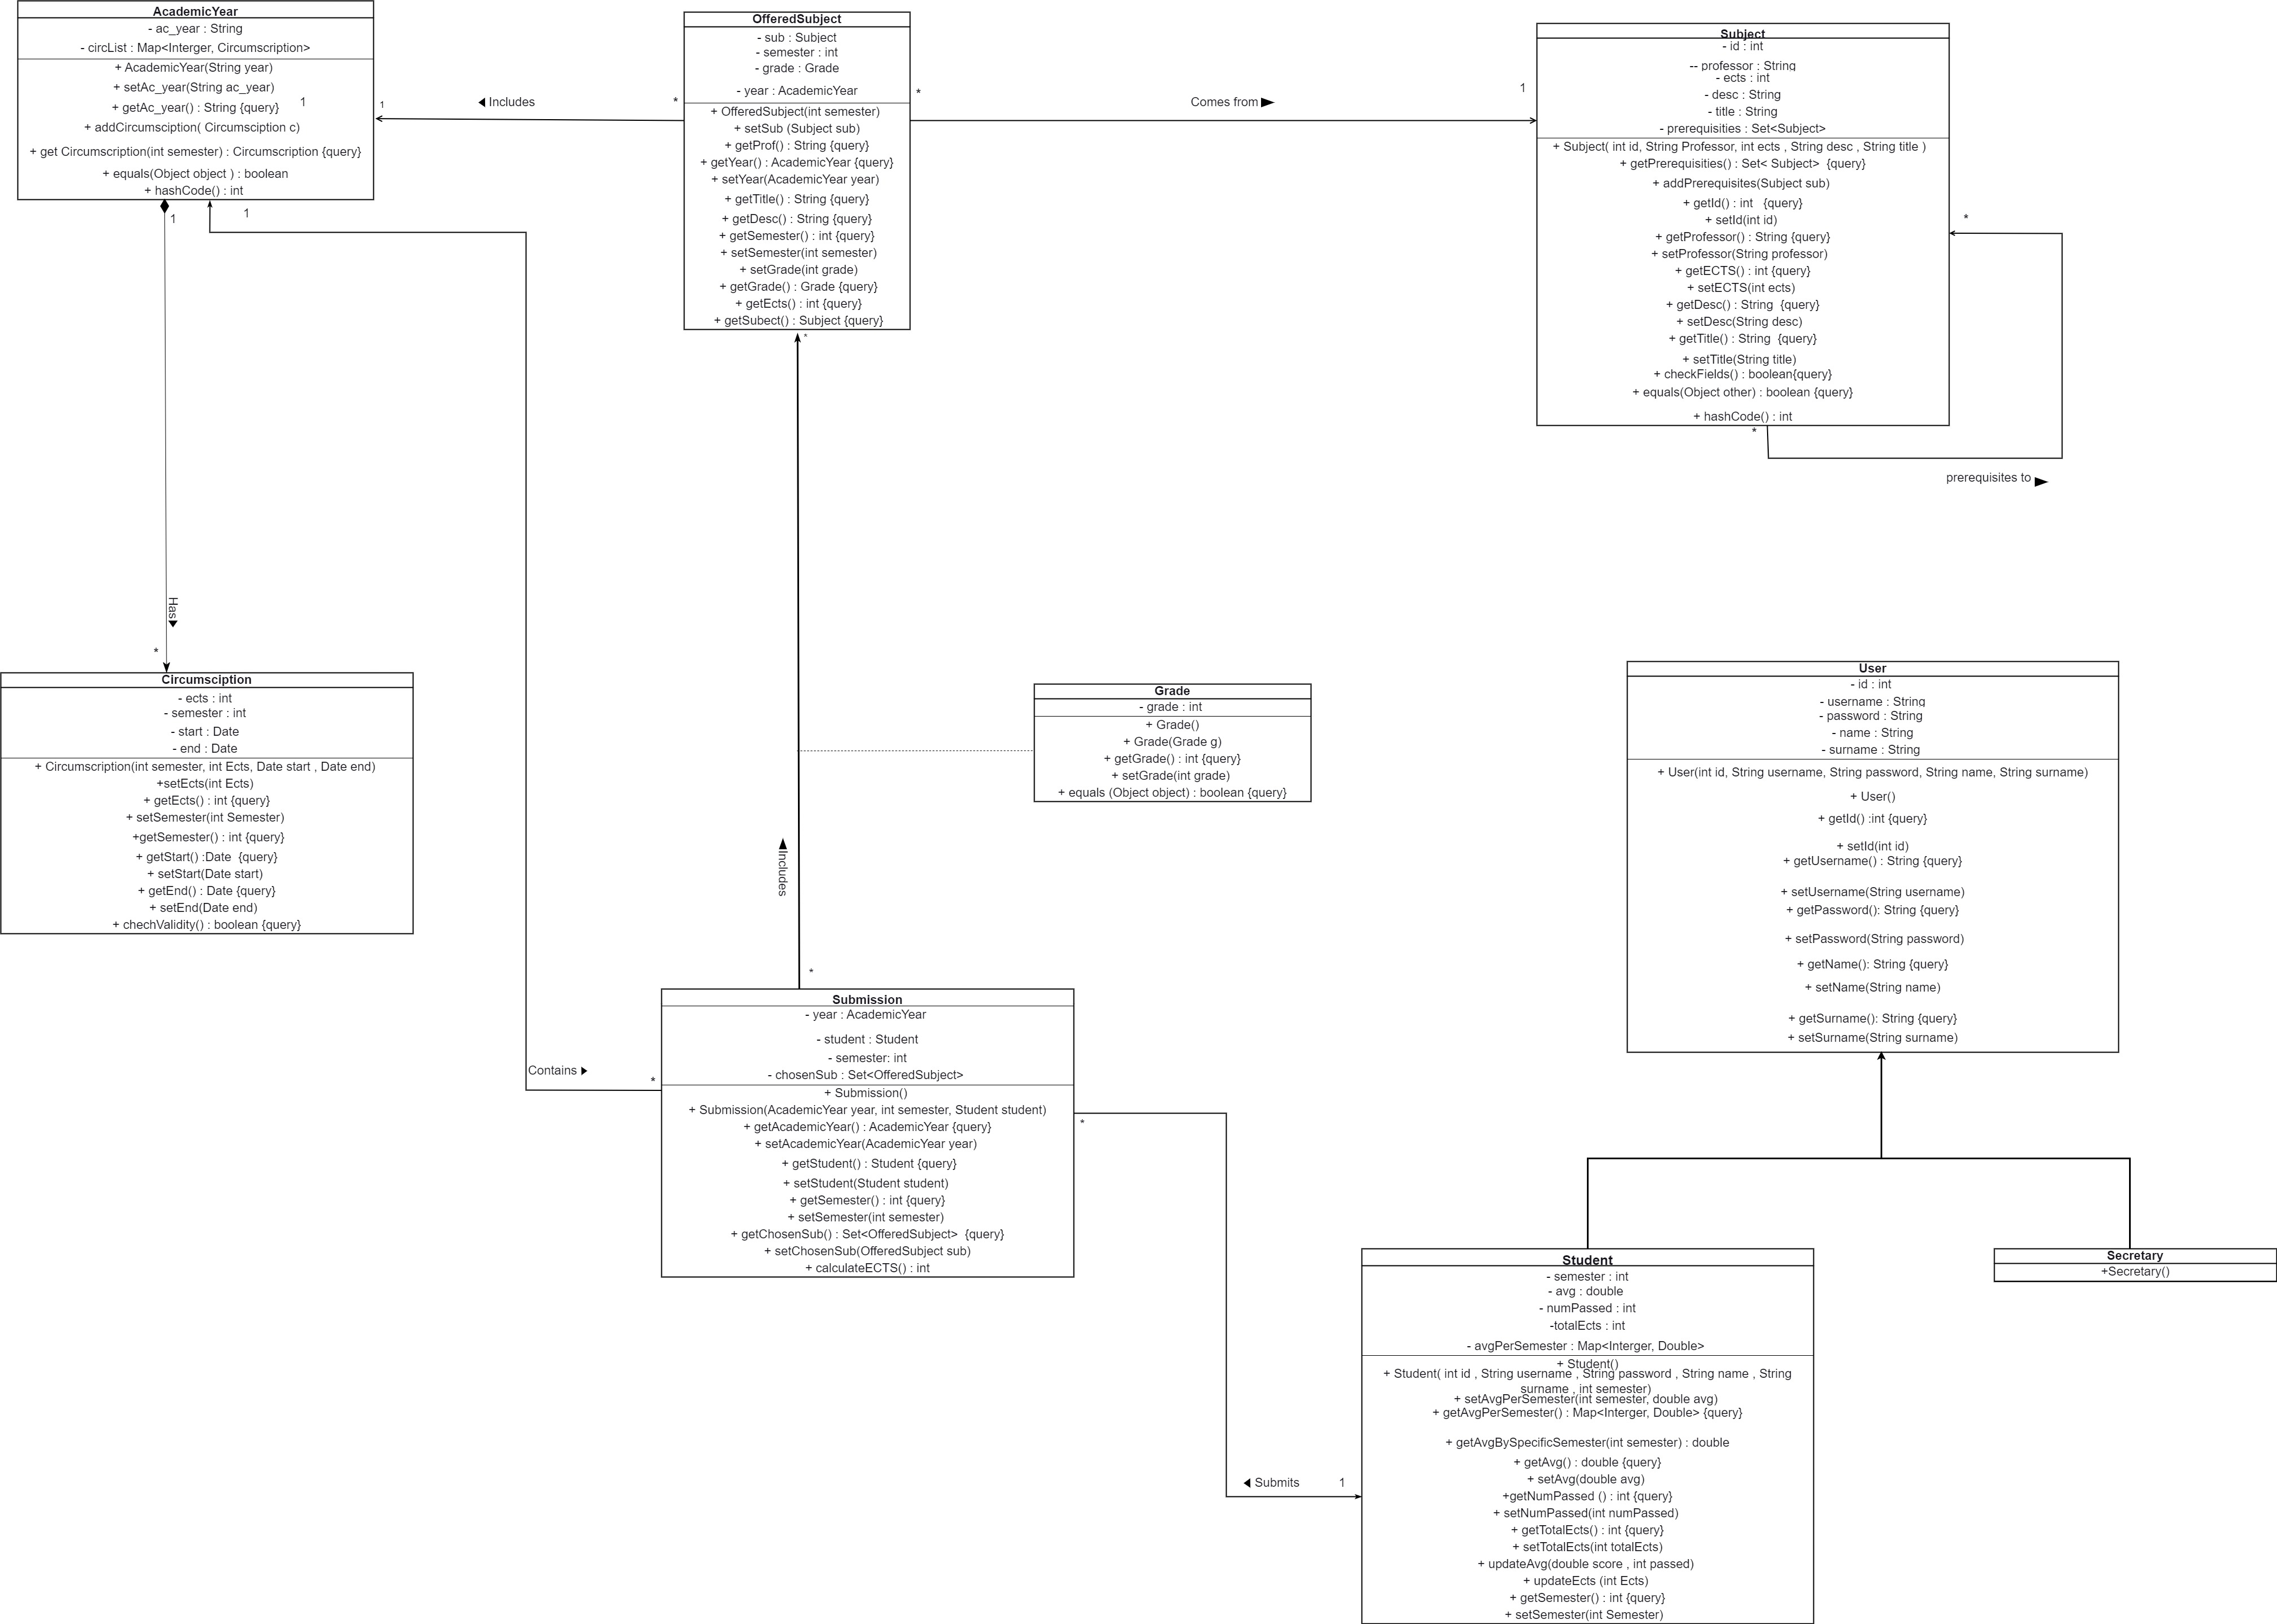 AcademicYear
- ac_year : String
- circList : Map<Interger, Circumscription>
+ AcademicYear(String year)
+ setAc_year(String ac_year)
+ getAc_year() : String {query}
1
+ addCircumsciption( Circumsciption c)
+ get Circumscription(int semester) : Circumscription {query}
+ equals(Object object ) : boolean
+ hashCode() : int
1
◀ Includes
*
OfferedSubject
- sub : Subject
- semester : int
- grade : Grade
- year : AcademicYear
+ OfferedSubject(int semester)
+ setSub (Subject sub)
+ getProf() : String {query}
+ getYear() : AcademicYear {query}
+ setYear(AcademicYear year)
+ getTitle() : String {query}
+ getDesc() : String {query}
+ getSemester() : int {query}
+ setSemester(int semester)
+ setGrade(int grade)
+ getGrade() : Grade {query}
+ getEcts() : int {query}
+ getSubect() : Subject {query}
*
Comes from ▶
1
Subject
- id : int
-- professor : String
- ects : int
- desc : String
- title : String
- prerequisities : Set<Subject>
+ Subject( int id, String Professor, int ects , String desc , String title )
+ getPrerequisities() : Set< Subject> {query}
+ addPrerequisites(Subject sub)
+ getId() : int {query}
+ setId(int id)
+ getProfessor() : String {query}
+ setProfessor(String professor)
+ getECTS() : int {query}
+ setECTS(int ects)
+ getDesc() : String {query}
+ setDesc(String desc)
+ getTitle() : String {query}
+ setTitle(String title)
+ checkFields() : boolean{query}
+ equals(Object other) : boolean {query}
+ hashCode() : int
*
*
prerequisites to ▶
1
1
Has ▶
*
*
Circumsciption
- ects : int
- semester : int
- start : Date
- end : Date
+ Circumscription(int semester, int Ects, Date start , Date end)
+setEcts(int Ects)
+ getEcts() : int {query}
+ setSemester(int Semester)
+getSemester() : int {query}
+ getStart() :Date {query}
+ setStart(Date start)
+ getEnd() : Date {query}
+ setEnd(Date end)
+ chechValidity() : boolean {query}
Grade
- grade : int
+ Grade()
+ Grade(Grade g)
+ getGrade() : int {query}
+ setGrade(int grade)
+ equals (Object object) : boolean {query}
◀ Includes
*
User
- id : int
- username : String
- password : String
- name : String
- surname : String
+ User(int id, String username, String password, String name, String surname)
+ User()
+ getId() :int {query}
+ setId(int id)
+ getUsername() : String {query}
+ setUsername(String username)
+ getPassword(): String {query}
+ setPassword(String password)
+ getName(): String {query}
+ setName(String name)
+ getSurname(): String {query}
+ setSurname(String surname)
Contains ▶
*
Submission
- year : AcademicYear
- student : Student
- semester: int
- chosenSub : Set<OfferedSubject>
+ Submission()
+ Submission(AcademicYear year, int semester, Student student)
+ getAcademicYear() : AcademicYear {query}
+ setAcademicYear(AcademicYear year)
+ getStudent() : Student {query}
+ setStudent(Student student)
+ getSemester() : int {query}
+ setSemester(int semester)
+ getChosenSub() : Set<OfferedSubject> {query}
+ setChosenSub(OfferedSubject sub)
+ calculateECTS() : int
*
◀ Submits
1
Student
- semester : int
- avg : double
- numPassed : int
-totalEcts : int
- avgPerSemester : Map<Interger, Double>
+ Student()
+ Student( int id , String username , String password , String name , String
surname , int semester)
+ setAvgPerSemester(int semester, double avg)
+ getAvgPerSemester() : Map<Interger, Double> {query}
+ getAvgBySpecificSemester(int semester) : double
+ getAvg() : double {query}
+ setAvg(double avg)
+getNumPassed () : int {query}
+ setNumPassed(int numPassed)
+ getTotalEcts() : int {query}
+ setTotalEcts(int totalEcts)
+ updateAvg(double score , int passed)
+ updateEcts (int Ects)
+ getSemester() : int {query}
+ setSemester(int Semester)
Secretary
+Secretary()